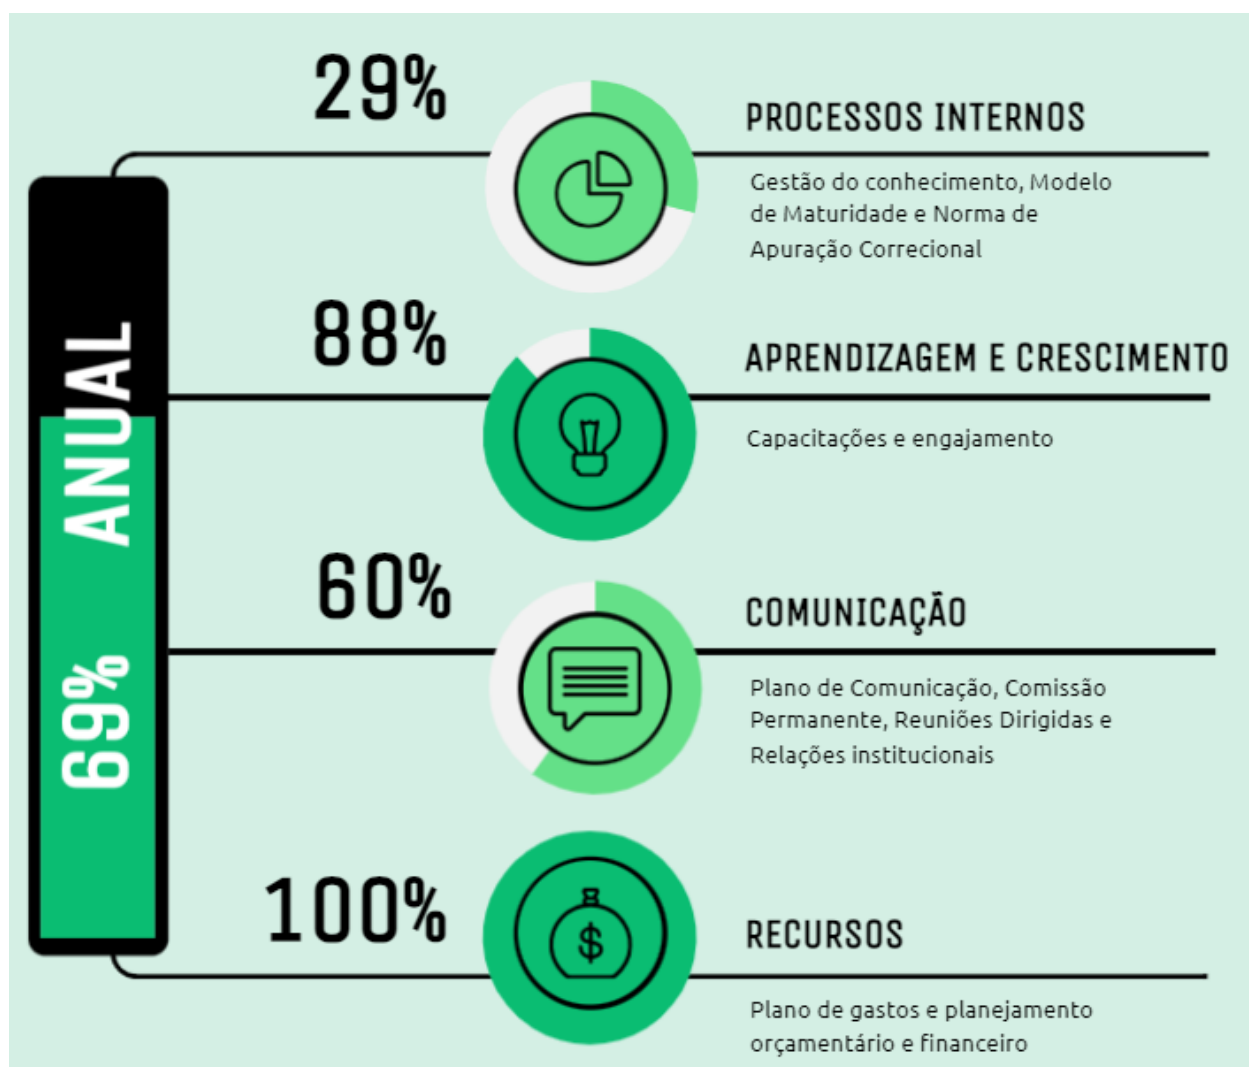 29%
PROCESSOS INTERNOS
Gestão do conhecimento, Modelo
de Maturidade e Norma de
Apuração Correcional
88%
APRENDIZAGEM E CRESCIMENTO
Capacitações e engajamento
69% ANUAL
60%
COMUNICAÇÃO
Plano de Comunicação, Comissão
Permanente, Reuniões Dirigidas e
Relações institucionais
100%
RECURSOS
$
Plano de gastos e planejamento
orçamentário e financeiro